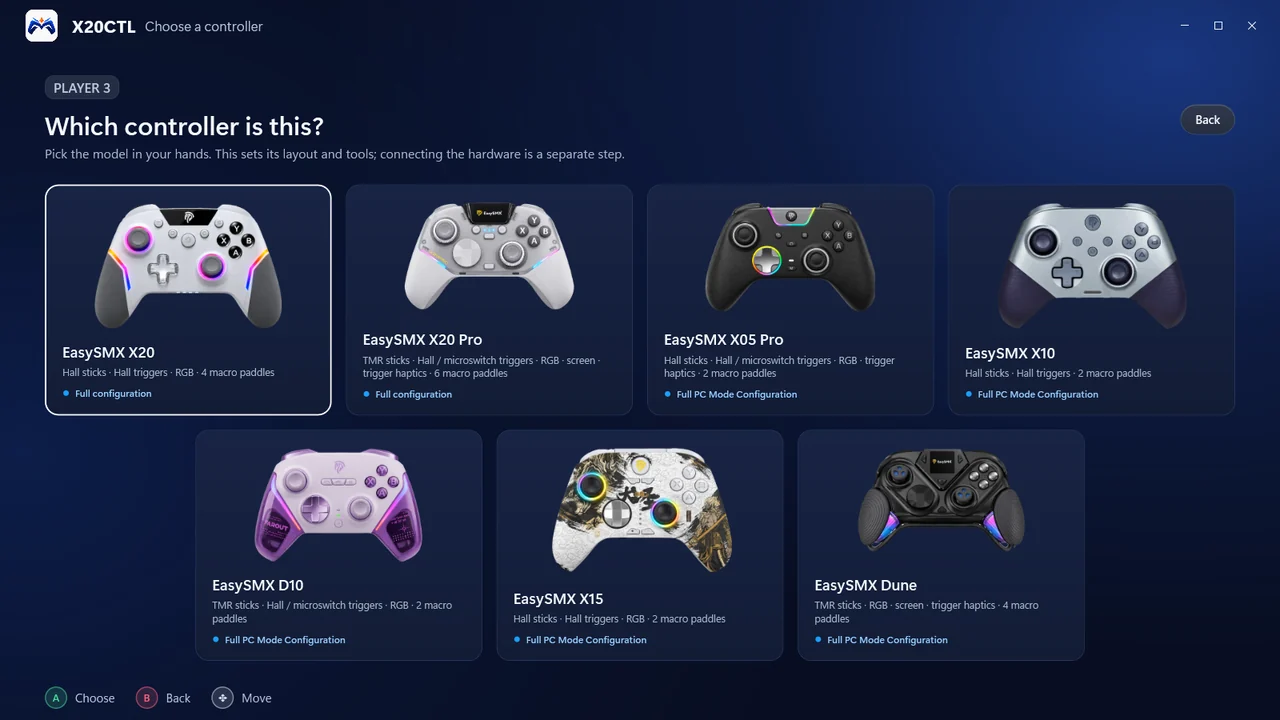 X20CTL Choose a controller
PLAYER 3
Which controller is this?
Back
Pick the model in your hands. This sets its layout and tools; connecting the hardware is a separate step.
EasySMX X20
Hall sticks · Hall triggers · RGB · 4 macro paddles
Full configuration
EasySMX
Y
X
B
A
EasySMX X20 Pro
TMR sticks · Hall / microswitch triggers · RGB · screen ·
trigger haptics · 6 macro paddles
Full configuration
EasySMX X05 Pro
Hall sticks · Hall / microswitch triggers · RGB · trigger
haptics · 2 macro paddles
Full PC Mode Configuration
EasySMX X10
Hall sticks · Hall triggers · 2 macro paddles
Full PC Mode Configuration
EasySMX D10
TMR sticks · Hall / microswitch triggers · RGB · 2 macro
paddles
Full PC Mode Configuration
EasySMX X15
Hall sticks · Hall triggers · RGB · 2 macro paddles
Full PC Mode Configuration
EasySMX Dune
TMR sticks · RGB · screen · trigger haptics · 4 macro
paddles
Full PC Mode Configuration
A Choose B Back Move